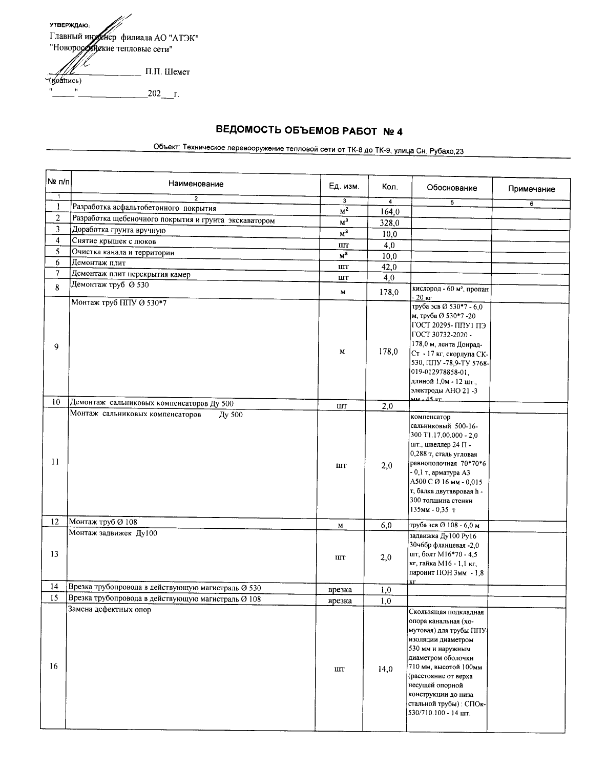 УТВЕРЖДАЮ.
Главный инженер филиала АО "АТЭК"
"Новороссийские тепловые сети"
П.П. Шемет
(подпись)
"_____" __________202___г.
ВЕДОМОСТЬ ОБЪЕМОВ РАБОТ № 4
Объект: Техническое перевооружение тепловой сети от ТК-8 до ТК-9, улица Сн. Рубахо,23
№ п/п Наименование Ед. изм. Кол. Обоснование Примечание
1 2 3 4 5 6
1 Разработка асфальтобетонного покрытия м² 164,0
2 Разработка щебеночного покрытия и грунта экскаватором м³ 328,0
3 Доработка грунта вручную м³ 10,0
4 Снятие крышек с люков шт 4,0
5 Очистка канала и территории м³ 10,0
6 Демонтаж плит шт 42,0
7 Демонтаж плит перекрытия камер шт 4,0
8 Демонтаж труб Ø 530 м 178,0 кислород - 60 м³, пропан
- 20 кг
9 Монтаж труб ППУ Ø 530*7 м 178,0 труба эсв Ø 530*7 - 6,0
м, труба Ø 530*7 -20
ГОСТ 20295- ППУ1 ПЭ
ГОСТ 30732-2020 -
178,0 м, лента Донрад-
Ст - 17 кг, скорлупа СК-
530, ППУ -78,9-ТУ 5768-
019-012978858-01,
длиной 1,0м - 12 шт ,
электроды АНО 21 -3
мм - 45 кг
10 Демонтаж сальниковых компенсаторов Ду 500 шт 2,0
11 Монтаж сальниковых компенсаторов Ду 500 шт 2,0 компенсатор
сальниковый 500-16-
300 Т1.17.00.000 - 2,0
шт., швеллер 24 П -
0,288 т, сталь угловая
равнополочная 70*70*6
- 0,1 т, арматура А3
А500 С Ø 16 мм - 0,015
т, балка двутавровая h -
300 толщина стенки
135мм - 0,35 т
12 Монтаж труб Ø 108 м 6,0 труба эсв Ø 108 - 6,0 м
13 Монтаж задвижек Ду100 шт 2,0 задвижка Ду100 Ру16
30ч6бр фланцевая -2,0
шт, болт М16*70 - 4,5
кг, гайка М16 - 1,1 кг,
паронит ПОН 3мм - 1,8
кг
14 Врезка трубопровода в действующую магистраль Ø 530 врезка 1,0
15 Врезка трубопровода в действующую магистраль Ø 108 врезка 1,0
16 Замена дефектных опор шт 14,0 Скользящая подкладная
опора канальная (хо-
мутовая) для трубы ППУ
изоляции диаметром
530 мм и наружным
диаметром оболочки
710 мм, высотой 100мм
(расстояние от верха
несущей опорной
конструкции до низа
стальной трубы) : СПОк-
530/710.100 - 14 шт.